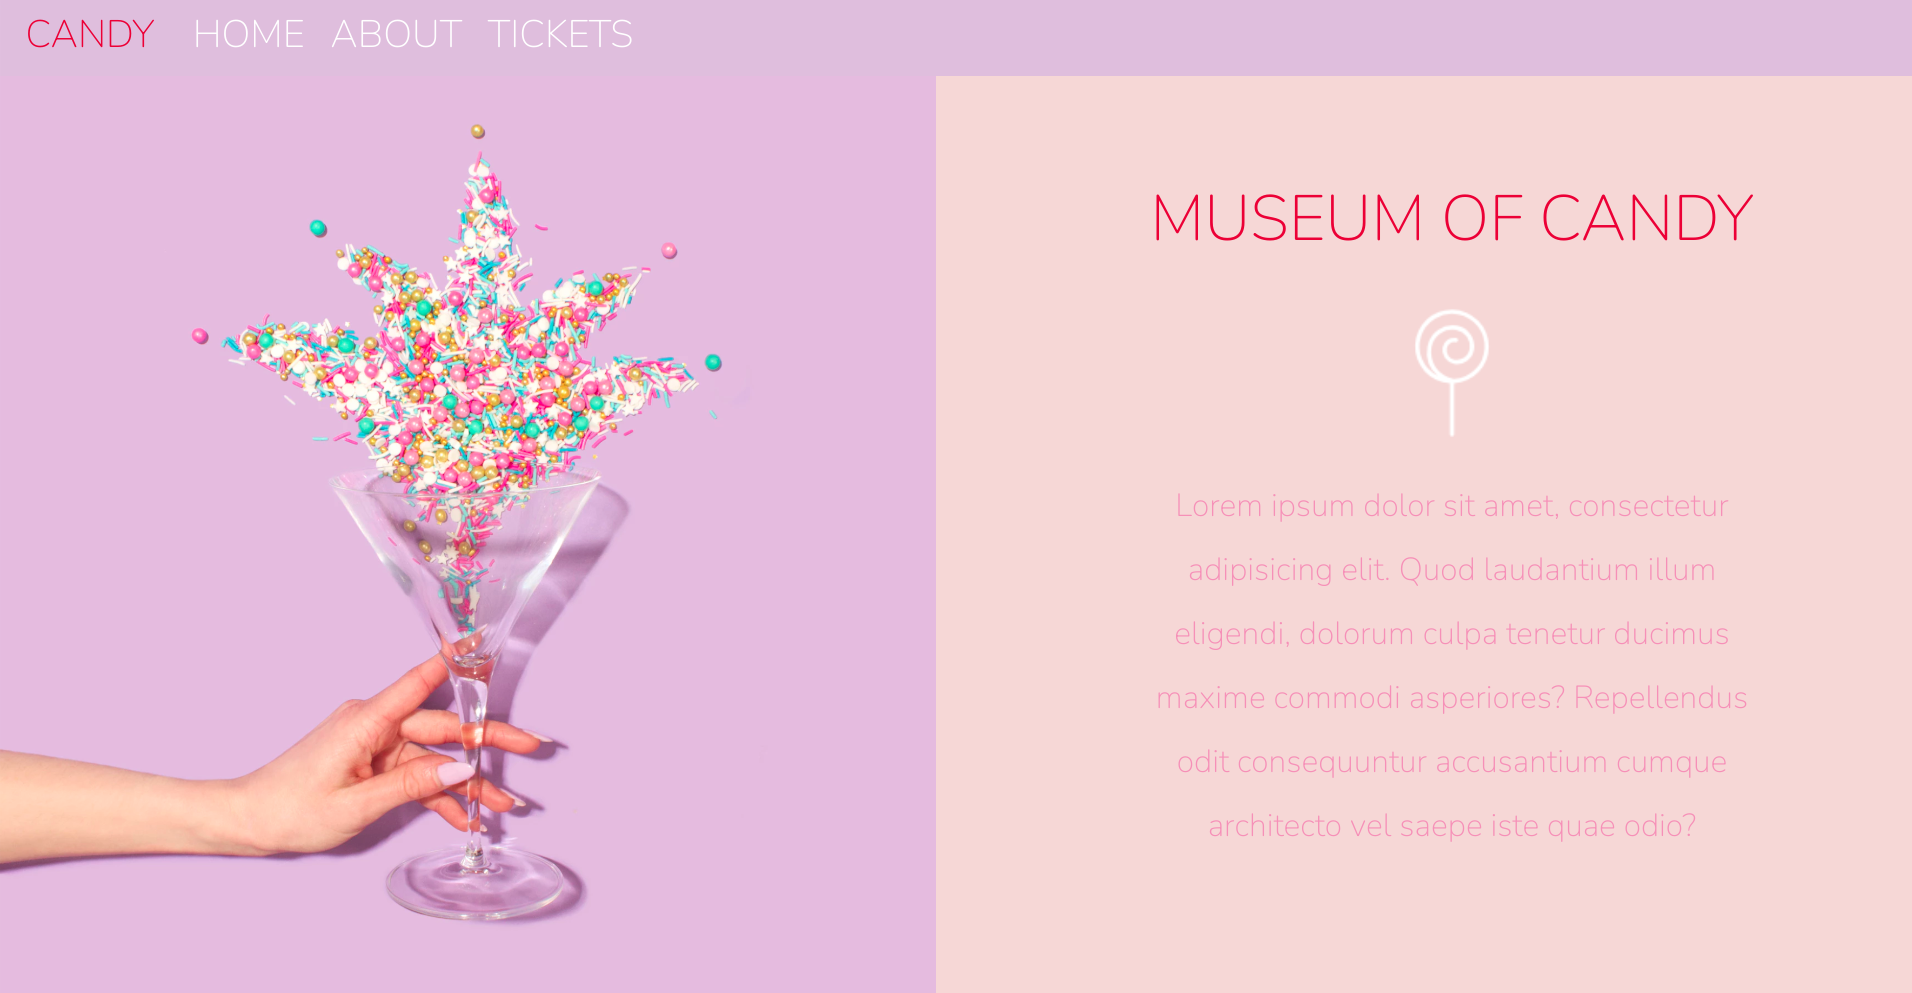 CANDY HOME ABOUT TICKETS
MUSEUM OF CANDY
Lorem ipsum dolor sit amet, consectetur
adipisicing elit. Quod laudantium illum
eligendi, dolorum culpa tenetur ducimus
maxime commodi asperiores? Repellendus
odit consequuntur accusantium cumque
architecto vel saepe iste quae odio?